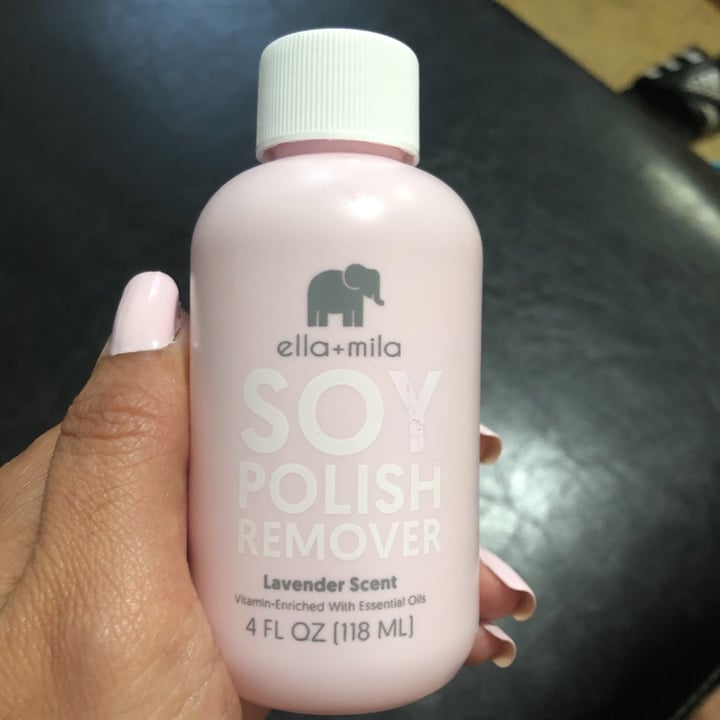 ella+mila
SOY
POLISH
REMOVER
Lavender Scent
Vitamin-Enriched With Essential Oils
4 FL OZ (118 ML)